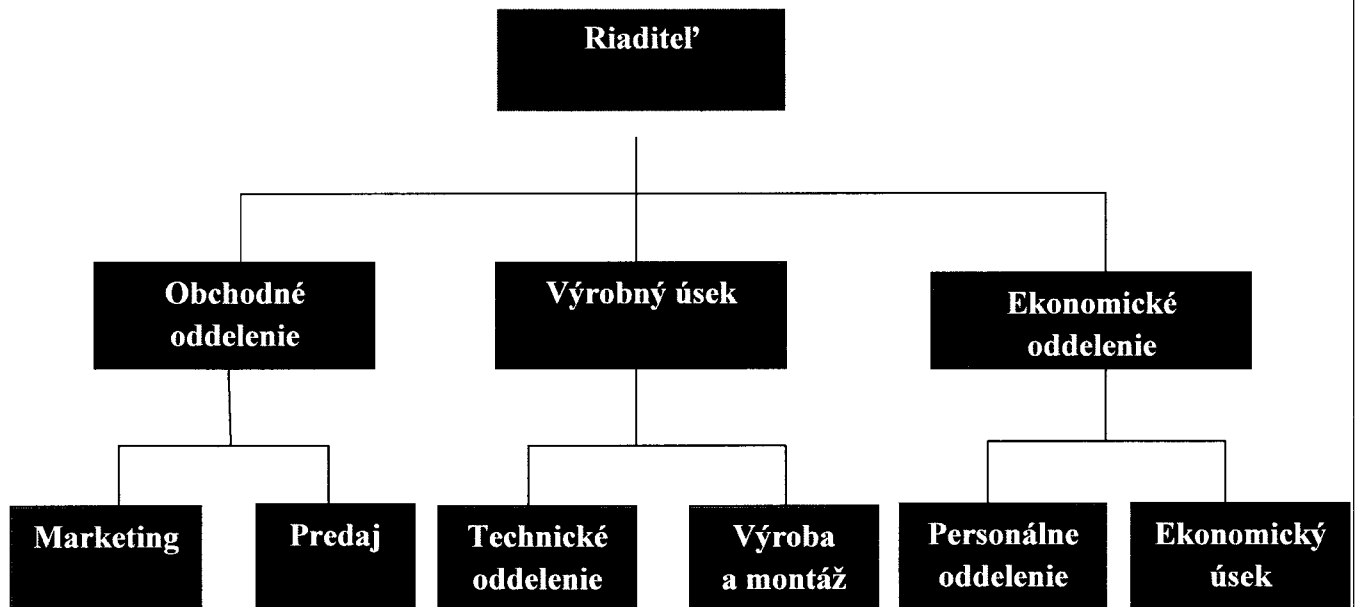 Riaditeľ
Obchodné
oddelenie
Výrobný úsek
Ekonomické
oddelenie
Marketing
Predaj
Technické
oddelenie
Výroba
a montáž
Personálne
oddelenie
Ekonomický
úsek